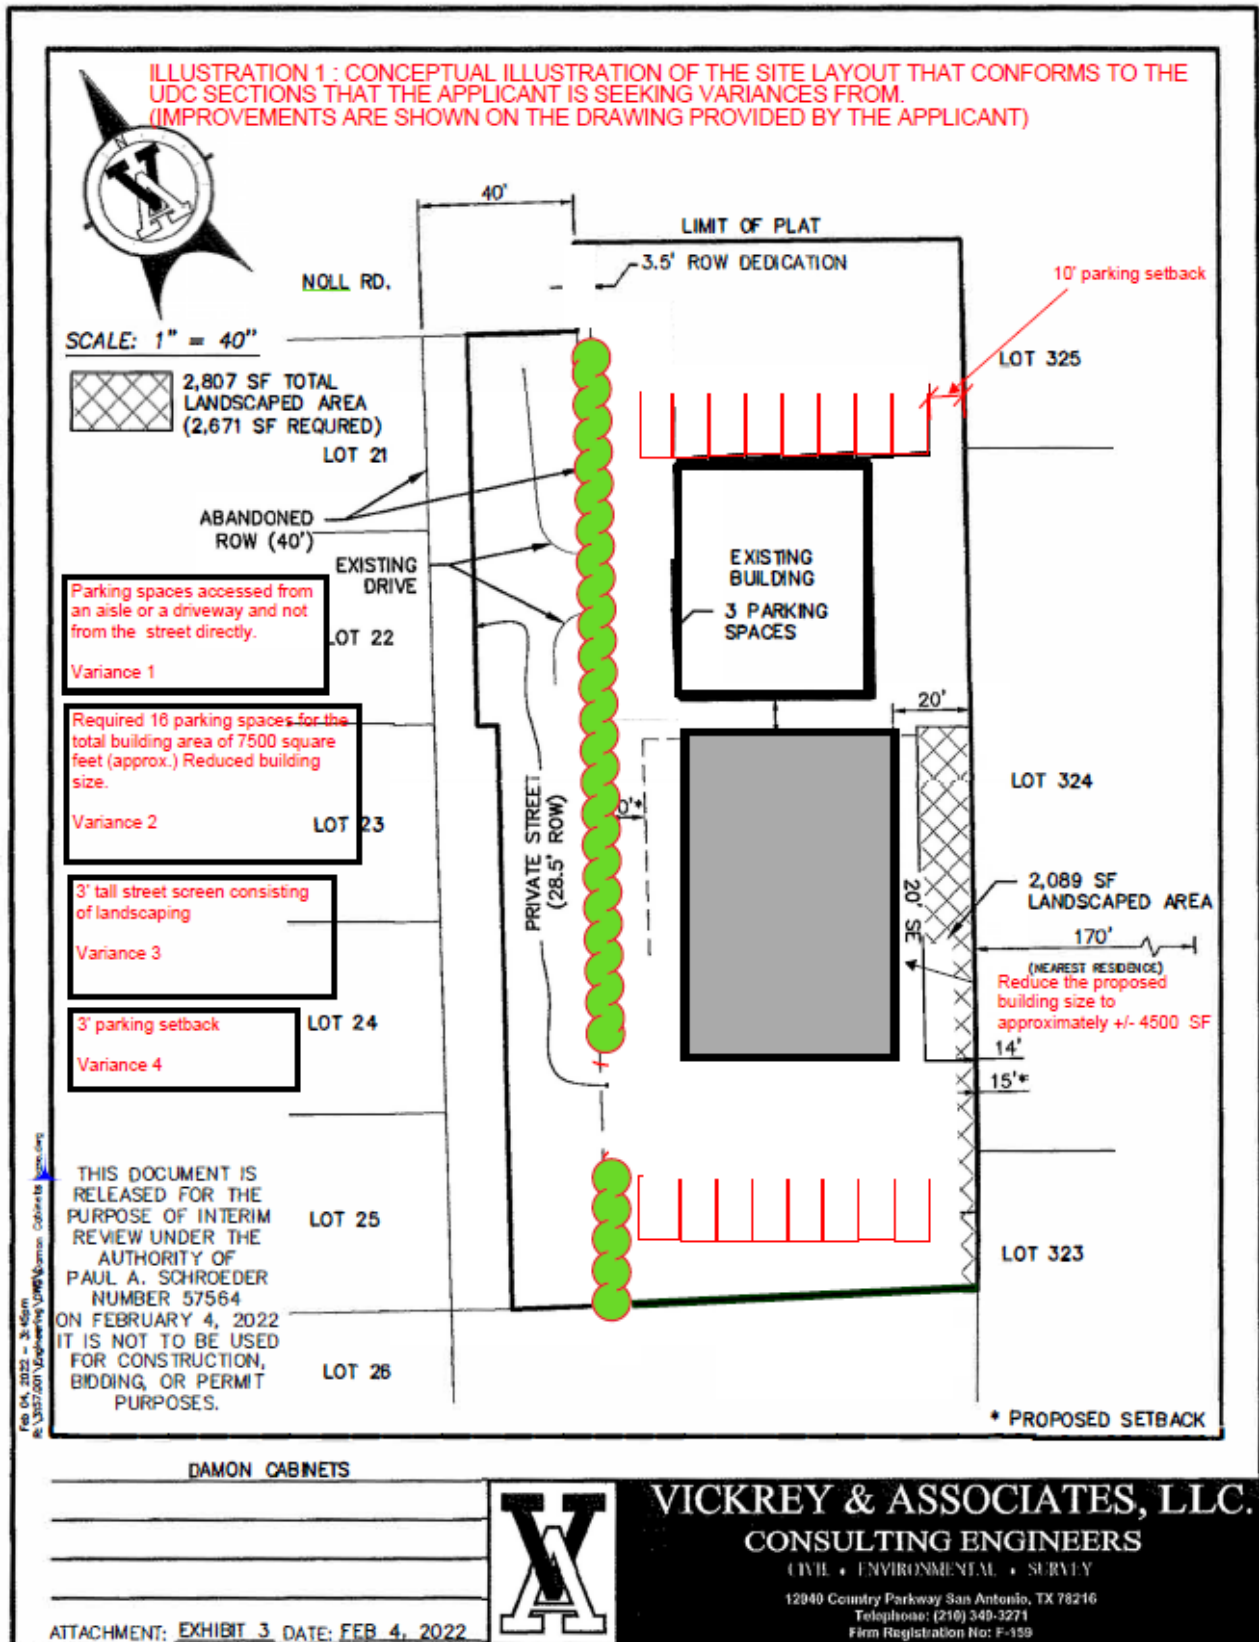 ILLUSTRATION 1 : CONCEPTUAL ILLUSTRATION OF THE SITE LAYOUT THAT CONFORMS TO THE
UDC SECTIONS THAT THE APPLICANT IS SEEKING VARIANCES FROM.
(IMPROVEMENTS ARE SHOWN ON THE DRAWING PROVIDED BY THE APPLICANT)
N
VA
40'
LIMIT OF PLAT
3.5' ROW DEDICATION
NOLL RD.
10' parking setback
SCALE: 1" = 40"
LOT 325
2,807 SF TOTAL
LANDSCAPED AREA
(2,671 SF REQURED)
LOT 21
ABANDONED
ROW (40')
EXISTING
DRIVE
EXISTING
BUILDING
3 PARKING
SPACES
Parking spaces accessed from
an aisle or a driveway and not
from the street directly.
Variance 1
LOT 22
20'
Required 16 parking spaces for the
total building area of 7500 square
feet (approx.) Reduced building
size.
Variance 2
LOT 23
PRIVATE STREET
(28.5' ROW)
0'*
LOT 324
20' SE
2,089 SF
LANDSCAPED AREA
170'
(NEAREST RESIDENCE)
Reduce the proposed
building size to
approximately +/- 4500 SF
3' tall street screen consisting
of landscaping
Variance 3
3' parking setback
Variance 4
LOT 24
14'
15'*
THIS DOCUMENT IS
RELEASED FOR THE
PURPOSE OF INTERIM
REVIEW UNDER THE
AUTHORITY OF
PAUL A. SCHROEDER
NUMBER 57564
ON FEBRUARY 4, 2022
IT IS NOT TO BE USED
FOR CONSTRUCTION,
BIDDING, OR PERMIT
PURPOSES.
LOT 25
LOT 323
LOT 26
* PROPOSED SETBACK
Feb 04, 2022 - 3:45pm
DAMON CABINETS
ATTACHMENT: EXHIBIT 3 DATE: FEB 4, 2022
VA
VICKREY & ASSOCIATES, LLC.
CONSULTING ENGINEERS
CIVIL • ENVIRONMENTAL • SURVEY
12940 Country Parkway San Antonio, TX 78216
Telephone: (210) 349-3271
Firm Registration No: F-159